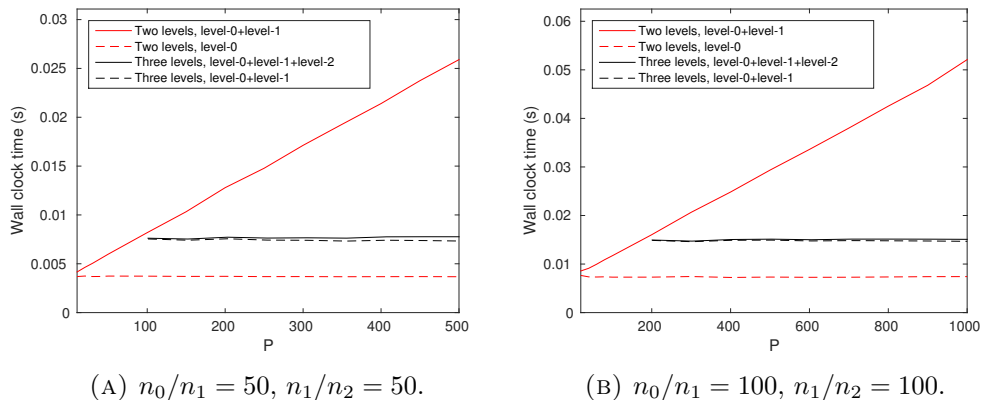 0.03
0.025
0.02
0.015
0.01
0.005
0
Wall clock time (s)
Two levels, level-0+level-1
Two levels, level-0
Three levels, level-0+level-1+level-2
Three levels, level-0+level-1
100 200 300 400 500
P
(A) n₀/n₁ = 50, n₁/n₂ = 50.
0.06
0.05
0.04
0.03
0.02
0.01
0
Wall clock time (s)
Two levels, level-0+level-1
Two levels, level-0
Three levels, level-0+level-1+level-2
Three levels, level-0+level-1
200 400 600 800 1000
P
(B) n₀/n₁ = 100, n₁/n₂ = 100.